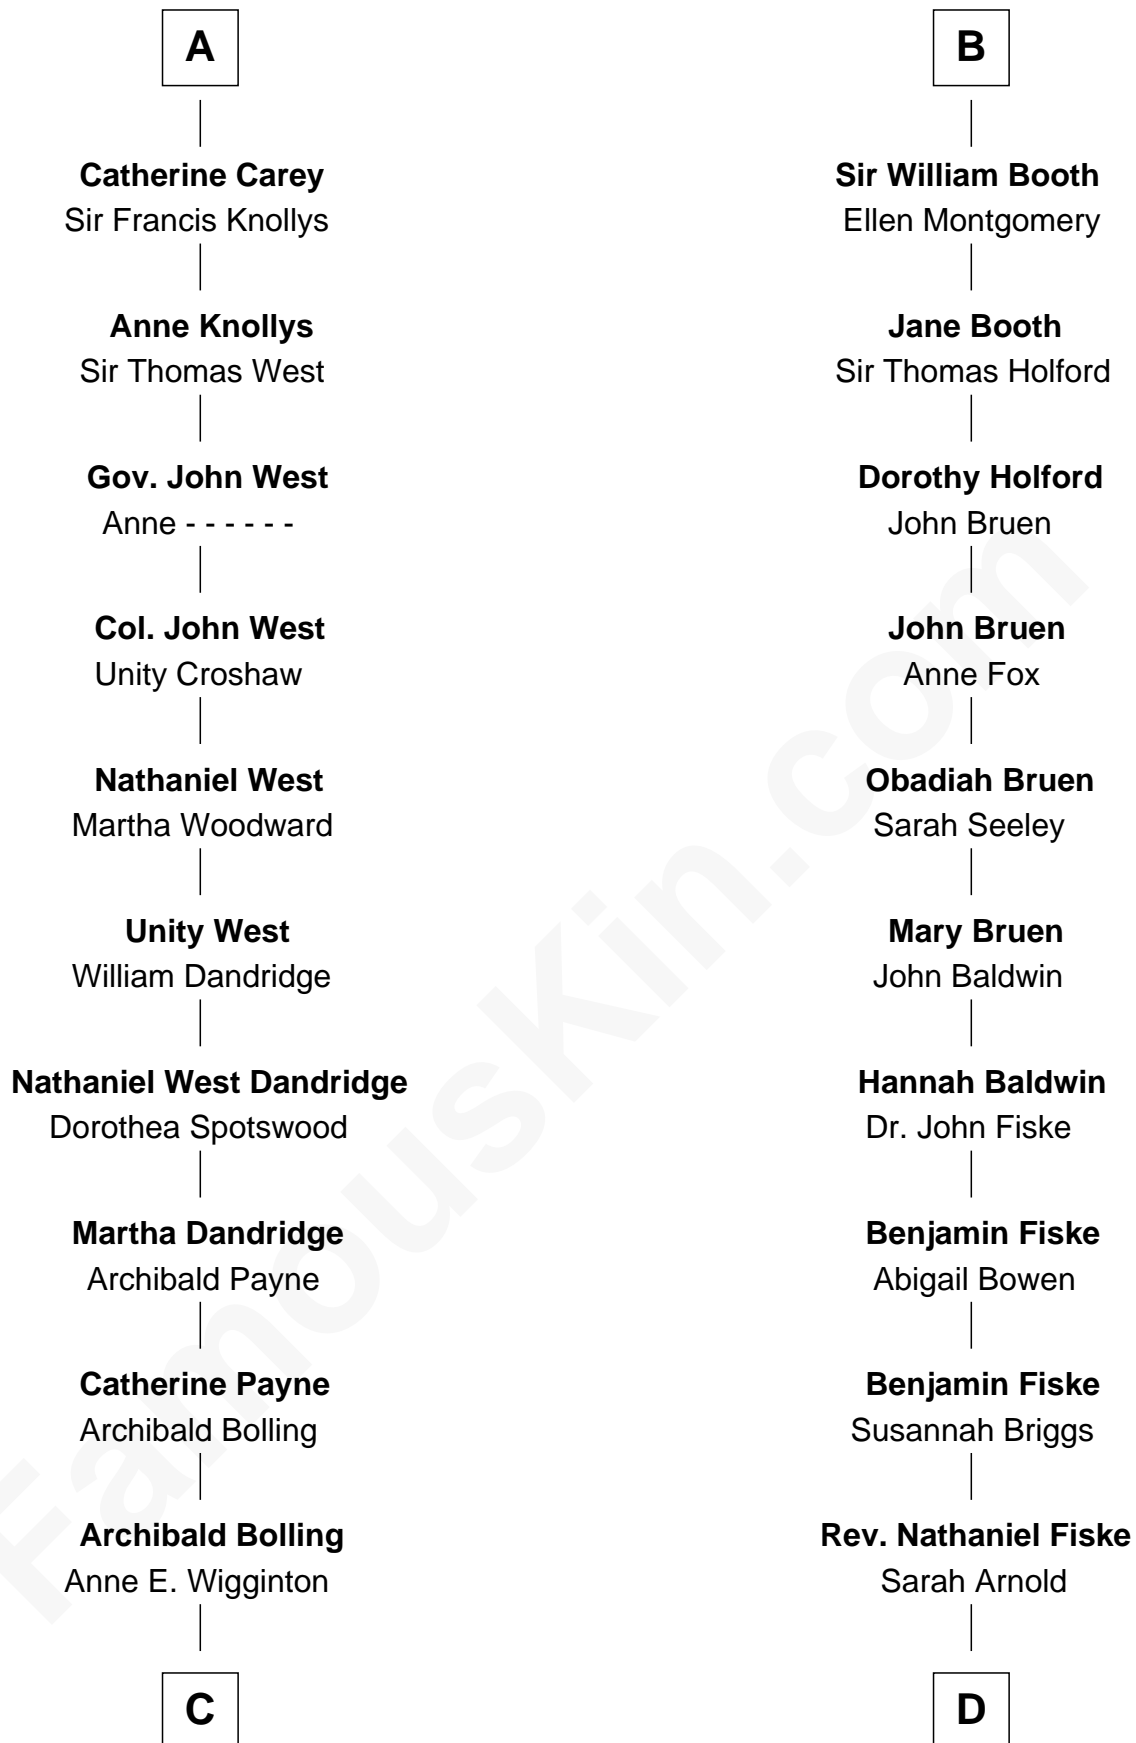 A
Catherine Carey
Sir Francis Knollys
Anne Knollys
Sir Thomas West
Gov. John West
Anne - - - - - -
Col. John West
Unity Croshaw
Nathaniel West
Martha Woodward
Unity West
William Dandridge
Nathaniel West Dandridge
Dorothea Spotswood
Martha Dandridge
Archibald Payne
Catherine Payne
Archibald Bolling
Archibald Bolling
Anne E. Wigginton
C
B
Sir William Booth
Ellen Montgomery
Jane Booth
Sir Thomas Holford
Dorothy Holford
John Bruen
John Bruen
Anne Fox
Obadiah Bruen
Sarah Seeley
Mary Bruen
John Baldwin
Hannah Baldwin
Dr. John Fiske
Benjamin Fiske
Abigail Bowen
Benjamin Fiske
Susannah Briggs
Rev. Nathaniel Fiske
Sarah Arnold
D
FamousKin.com